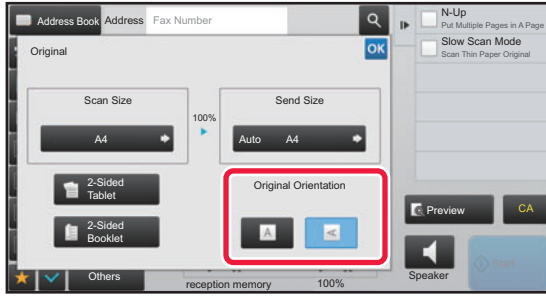 Address Book Address Fax Number
N-Up
Put Multiple Pages in A Page
Slow Scan Mode
Scan Thin Paper Original
Original
OK
Scan Size
100%
Send Size
A4
Auto A4
2-Sided
Tablet
2-Sided
Booklet
Original Orientation
A
A
Preview
CA
Speaker
Start
Others
reception memory 100%